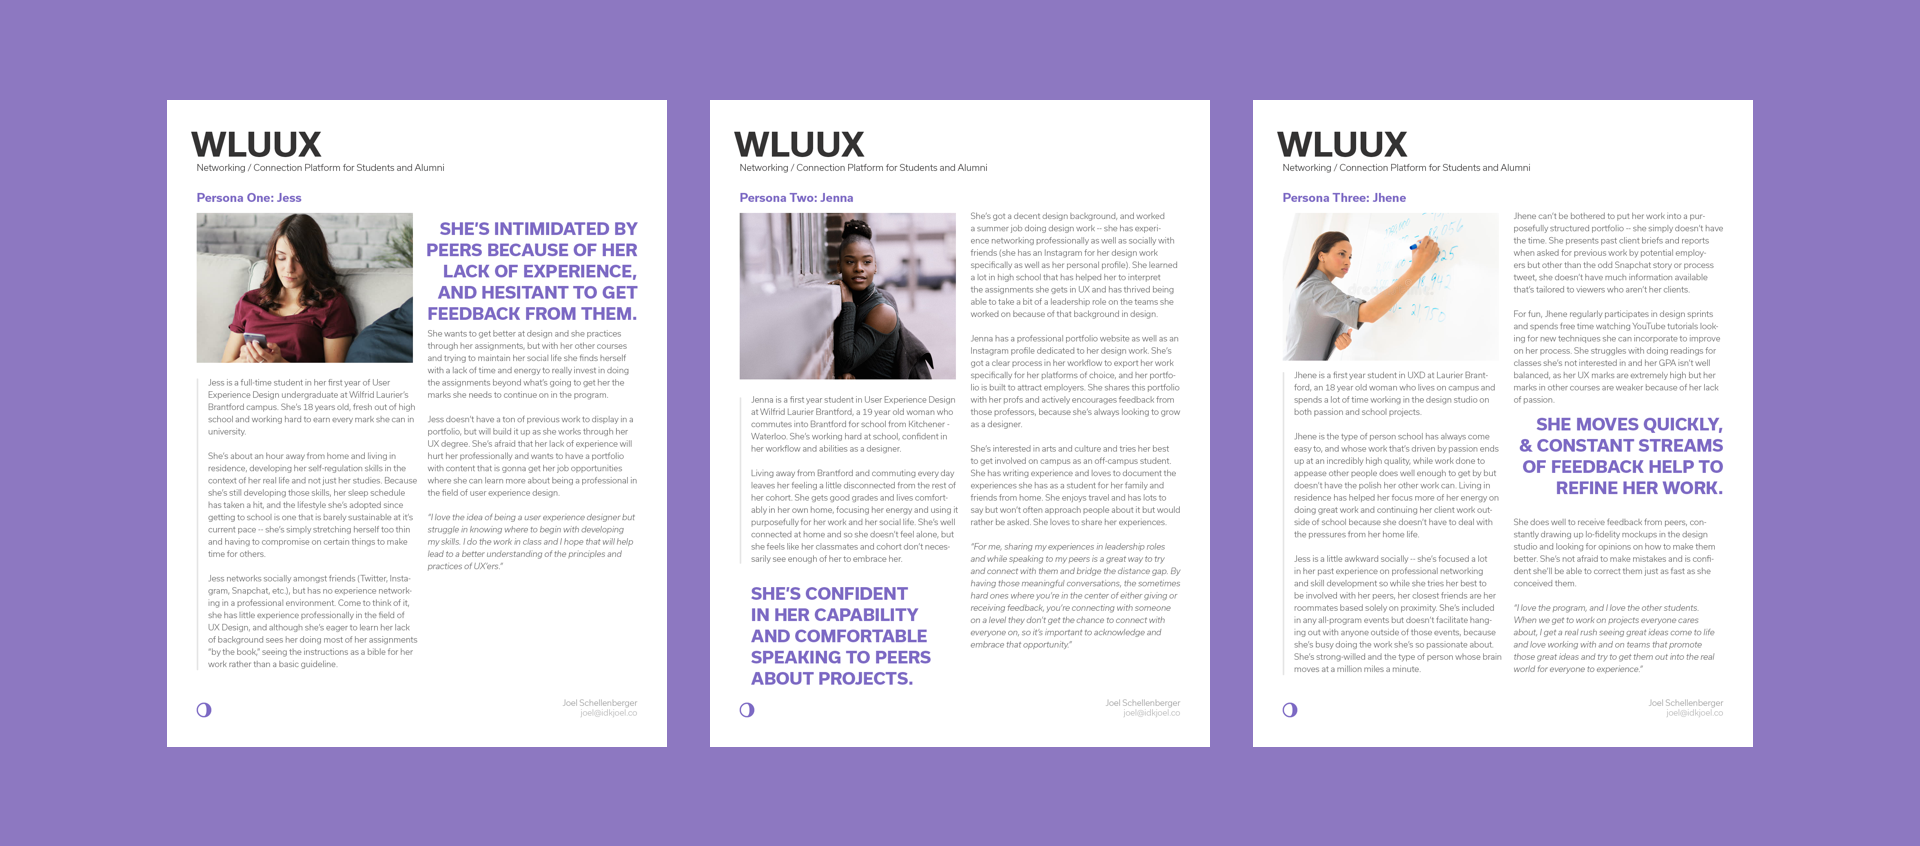 WLUUX
Networking / Connection Platform for Students and Alumni
Persona One: Jess
Jess is a full-time student in her first year of User
Experience Design undergraduate at Wilfrid Laurier's
Brantford campus. She's 18 years old, fresh out of high
school and working hard to earn every mark she can in
university.
She's about an hour away from home and living in
residence, developing her self-regulation skills in the
context of her real life and not just her studies. Because
she's still developing those skills, her sleep schedule
has taken a hit, and the lifestyle she's adopted since
getting to school is one that is barely sustainable at it's
current pace -- she's simply stretching herself too thin
and having to compromise on certain things to make
time for others.
Jess networks socially amongst friends (Twitter, Insta-
gram, Snapchat, etc.), but has no experience network-
ing in a professional environment. Come to think of it,
she has little experience professionally in the field of
UX Design, and although she's eager to learn her lack
of background sees her doing most of her assignments
"by the book," seeing the instructions as a bible for her
work rather than a basic guideline.
SHE'S INTIMIDATED BY
PEERS BECAUSE OF HER
LACK OF EXPERIENCE,
AND HESITANT TO GET
FEEDBACK FROM THEM.
She wants to get better at design and she practices
through her assignments, but with her other courses
and trying to maintain her social life she finds herself
with a lack of time and energy to really invest in doing
the assignments beyond what's going to get her the
marks she needs to continue on in the program.
Jess doesn't have a ton of previous work to display in a
portfolio, but will build it up as she works through her
UX degree. She's afraid that her lack of experience will
hurt her professionally and wants to have a portfolio
with content that is gonna get her job opportunities
where she can learn more about being a professional in
the field of user experience design.
"I love the idea of being a user experience designer but
struggle in knowing where to begin with developing
my skills. I do the work in class and I hope that will help
lead to a better understanding of the principles and
practices of UX'ers."
Joel Schellenberger
joel@idkjoel.co
WLUUX
Networking / Connection Platform for Students and Alumni
Persona Two: Jenna
Jenna is a first year student in User Experience Design
at Wilfrid Laurier Brantford, a 19 year old woman who
commutes into Brantford for school from Kitchener -
Waterloo. She's working hard at school, confident in
her workflow and abilities as a designer.
Living away from Brantford and commuting every day
leaves her feeling a little disconnected from the rest of
her cohort. She gets good grades and lives comfort-
ably in her own home, focusing her energy and using it
purposefully for her work and her social life. She's well
connected at home and so she doesn't feel alone, but
she feels like her classmates and cohort don't neces-
sarily see enough of her to embrace her.
SHE'S CONFIDENT
IN HER CAPABILITY
AND COMFORTABLE
SPEAKING TO PEERS
ABOUT PROJECTS.
She's got a decent design background, and worked
a summer job doing design work -- she has experi-
ence networking professionally as well as socially with
friends (she has an Instagram for her design work
specifically as well as her personal profile). She learned
a lot in high school that has helped her to interpret
the assignments she gets in UX and has thrived being
able to take a bit of a leadership role on the teams she
worked on because of that background in design.
Jenna has a professional portfolio website as well as an
Instagram profile dedicated to her design work. She's
got a clear process in her workflow to export her work
specifically for her platforms of choice, and her portfo-
lio is built to attract employers. She shares this portfolio
with her profs and actively encourages feedback from
those professors, because she's always looking to grow
as a designer.
She's interested in arts and culture and tries her best
to get involved on campus as an off-campus student.
She has writing experience and loves to document the
experiences she has as a student for her family and
friends from home. She enjoys travel and has lots to
say but won't often approach people about it but would
rather be asked. She loves to share her experiences.
"For me, sharing my experiences in leadership roles
and while speaking to my peers is a great way to try
and connect with them and bridge the distance gap. By
having those meaningful conversations, the sometimes
hard ones where you're in the center of either giving or
receiving feedback, you're connecting with someone
on a level they don't get the chance to connect with
everyone on, so it's important to acknowledge and
embrace that opportunity."
Joel Schellenberger
joel@idkjoel.co
WLUUX
Networking / Connection Platform for Students and Alumni
Persona Three: Jhene
Jhene is a first year student in UXD at Laurier Brant-
ford, an 18 year old woman who lives on campus and
spends a lot of time working in the design studio on
both passion and school projects.
Jhene is the type of person school has always come
easy to, and whose work that's driven by passion ends
up at an incredibly high quality, while work done to
appease other people does well enough to get by but
doesn't have the polish her other work can. Living in
residence has helped her focus more of her energy on
doing great work and continuing her client work out-
side of school because she doesn't have to deal with
the pressures from her home life.
Jess is a little awkward socially -- she's focused a lot
in her past experience on professional networking
and skill development so while she tries her best to
be involved with her peers, her closest friends are her
roommates based solely on proximity. She's included
in any all-program events but doesn't facilitate hang-
ing out with anyone outside of those events, because
she's busy doing the work she's so passionate about.
She's strong-willed and the type of person whose brain
moves at a million miles a minute.
Jhene can't be bothered to put her work into a pur-
posefully structured portfolio -- she simply doesn't have
the time. She presents past client briefs and reports
when asked for previous work by potential employ-
ers but other than the odd Snapchat story or process
tweet, she doesn't have much information available
that's tailored to viewers who aren't her clients.
For fun, Jhene regularly participates in design sprints
and spends free time watching YouTube tutorials look-
ing for new techniques she can incorporate to improve
on her process. She struggles with doing readings for
classes she's not interested in and her GPA isn't well
balanced, as her UX marks are extremely high but her
marks in other courses are weaker because of her lack
of passion.
SHE MOVES QUICKLY,
& CONSTANT STREAMS
OF FEEDBACK HELP TO
REFINE HER WORK.
She does well to receive feedback from peers, con-
stantly drawing up lo-fidelity mockups in the design
studio and looking for opinions on how to make them
better. She's not afraid to make mistakes and is confi-
dent she'll be able to correct them just as fast as she
conceived them.
"I love the program, and I love the other students.
When we get to work on projects everyone cares
about, I get a real rush seeing great ideas come to life
and love working with and on teams that promote
those great ideas and try to get them out into the real
world for everyone to experience."
Joel Schellenberger
joel@idkjoel.co